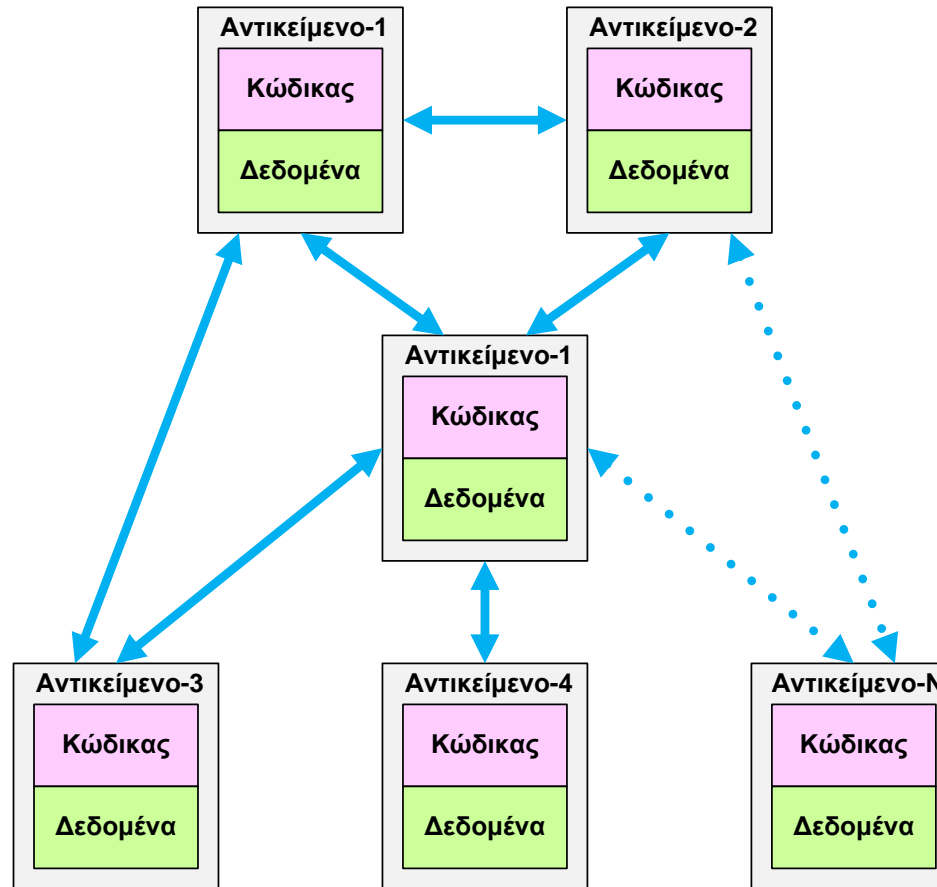 Αντικείμενο-1
Κώδικας
Δεδομένα
Αντικείμενο-2
Κώδικας
Δεδομένα
Αντικείμενο-1
Κώδικας
Δεδομένα
Αντικείμενο-3
Κώδικας
Δεδομένα
Αντικείμενο-4
Κώδικας
Δεδομένα
Αντικείμενο-N
Κώδικας
Δεδομένα